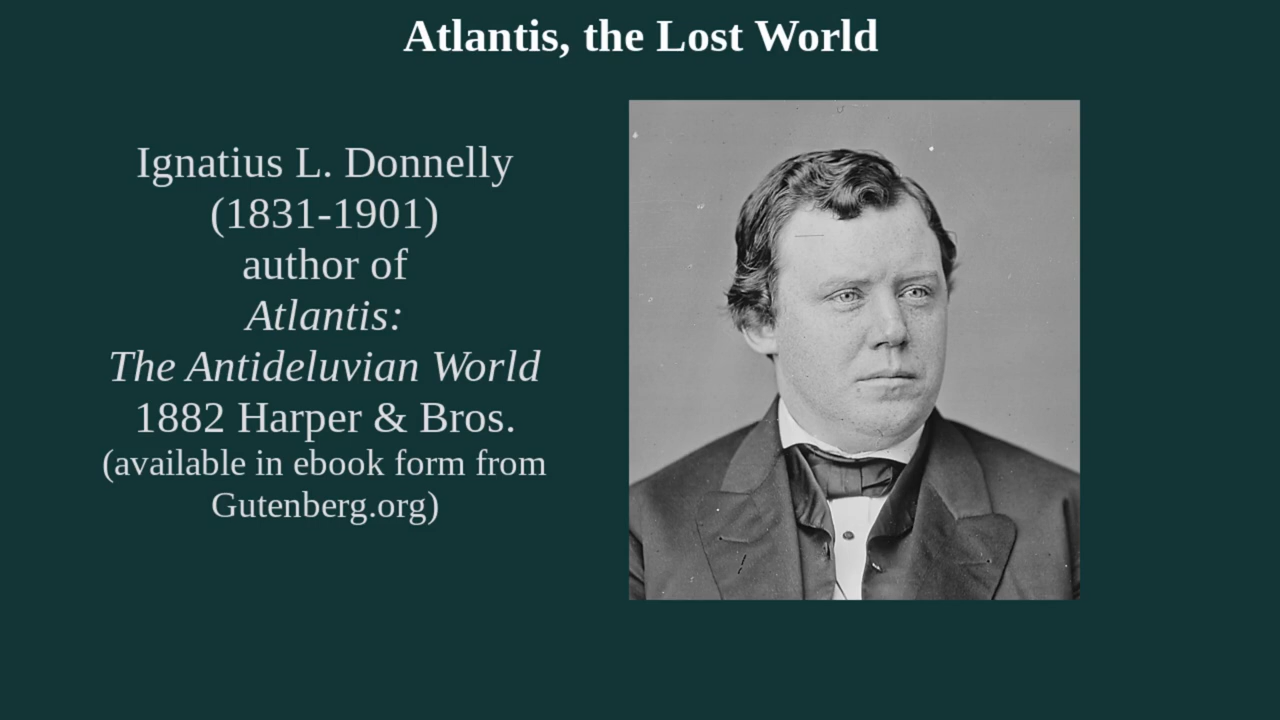 Atlantis, the Lost World
Ignatius L. Donnelly
(1831-1901)
author of
Atlantis:
The Antideluvian World
1882 Harper & Bros.
(available in ebook form from
Gutenberg.org)